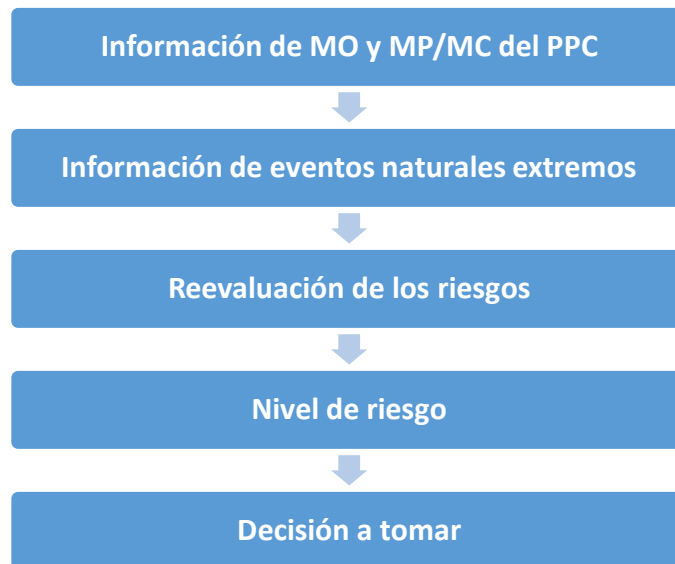 Información de MO y MP/MC del PPC
Información de eventos naturales extremos
Reevaluación de los riesgos
Nivel de riesgo
Decisión a tomar